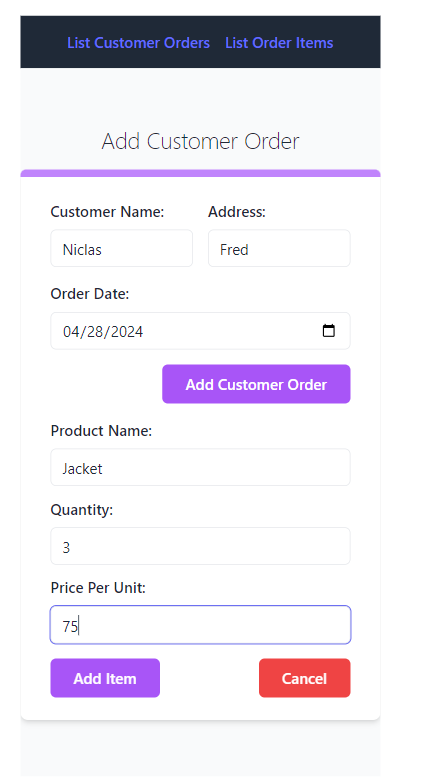 List Customer Orders List Order Items
Add Customer Order
Customer Name: Address:
Niclas Fred
Order Date:
04/28/2024
Add Customer Order
Product Name:
Jacket
Quantity:
3
Price Per Unit:
75
Add Item Cancel